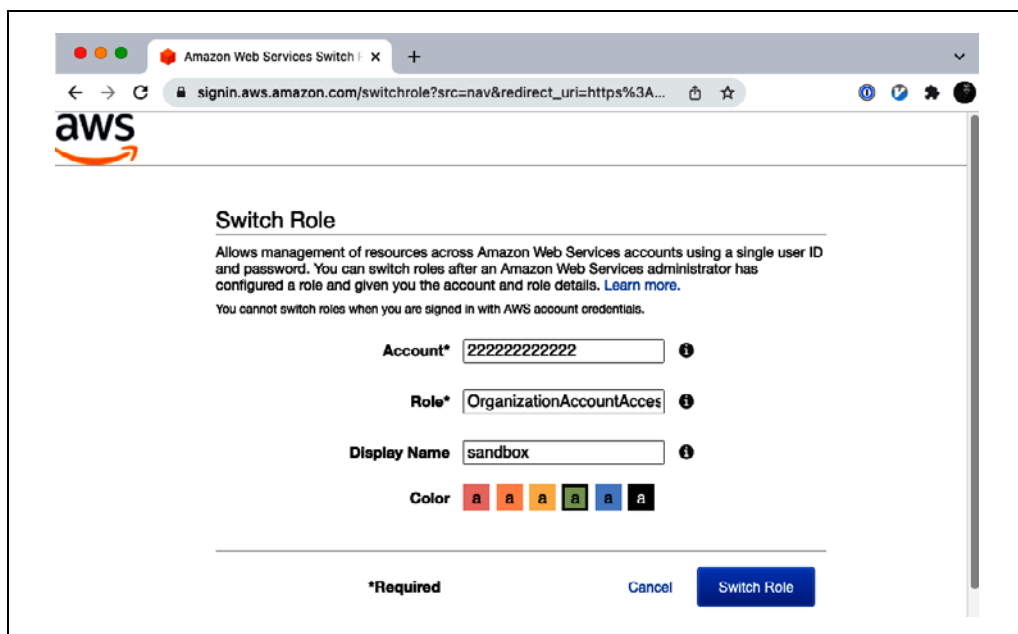 Amazon Web Services Switch F
signin.aws.amazon.com/switchrole?src=nav&redirect_uri=https%3A...
aws
Switch Role
Allows management of resources across Amazon Web Services accounts using a single user ID
and password. You can switch roles after an Amazon Web Services administrator has
configured a role and given you the account and role details. Learn more.
You cannot switch roles when you are signed in with AWS account credentials.
Account* 222222222222
Role* OrganizationAccountAcces
Display Name sandbox
Color a a a a a a
*Required Cancel Switch Role